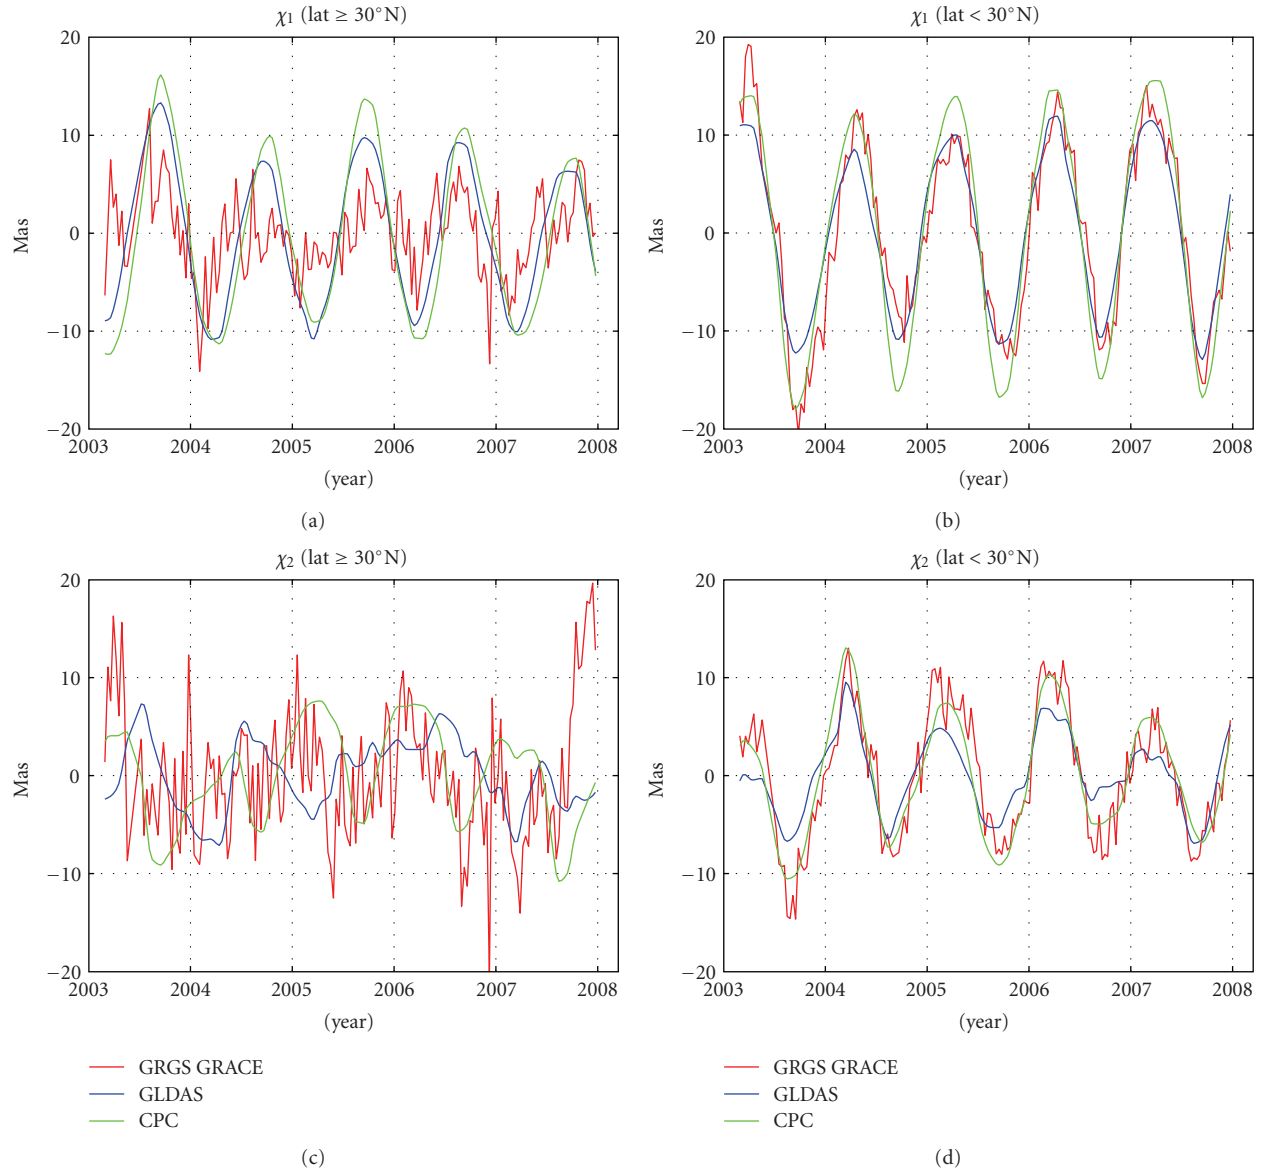 χ1 (lat ≥ 30°N)
20
10
0
−10
−20
Mas
2003 2004 2005 2006 2007 2008
(year)
(a)
χ1 (lat < 30°N)
20
10
0
−10
−20
Mas
2003 2004 2005 2006 2007 2008
(year)
(b)
χ2 (lat ≥ 30°N)
20
10
0
−10
−20
Mas
2003 2004 2005 2006 2007 2008
(year)
GRGS GRACE
GLDAS
CPC
(c)
χ2 (lat < 30°N)
20
10
0
−10
−20
Mas
2003 2004 2005 2006 2007 2008
(year)
GRGS GRACE
GLDAS
CPC
(d)